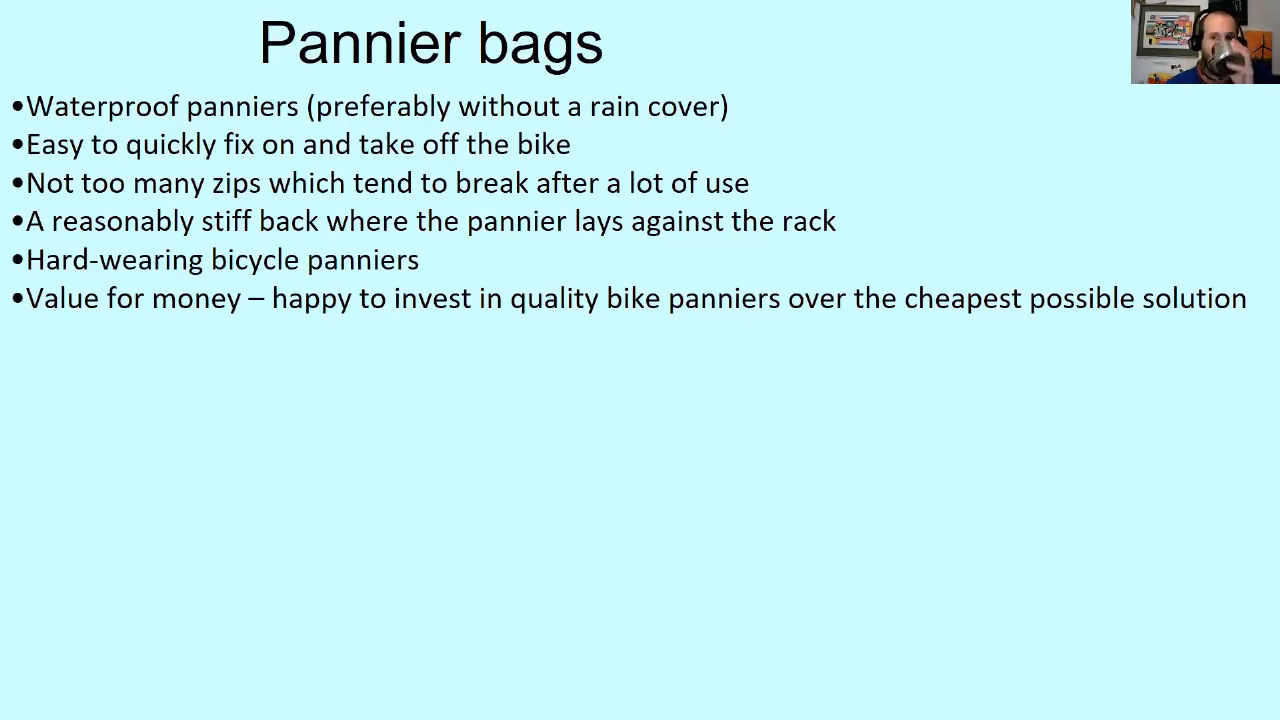 Pannier bags
•Waterproof panniers (preferably without a rain cover)
•Easy to quickly fix on and take off the bike
•Not too many zips which tend to break after a lot of use
•A reasonably stiff back where the pannier lays against the rack
•Hard-wearing bicycle panniers
•Value for money – happy to invest in quality bike panniers over the cheapest possible solution